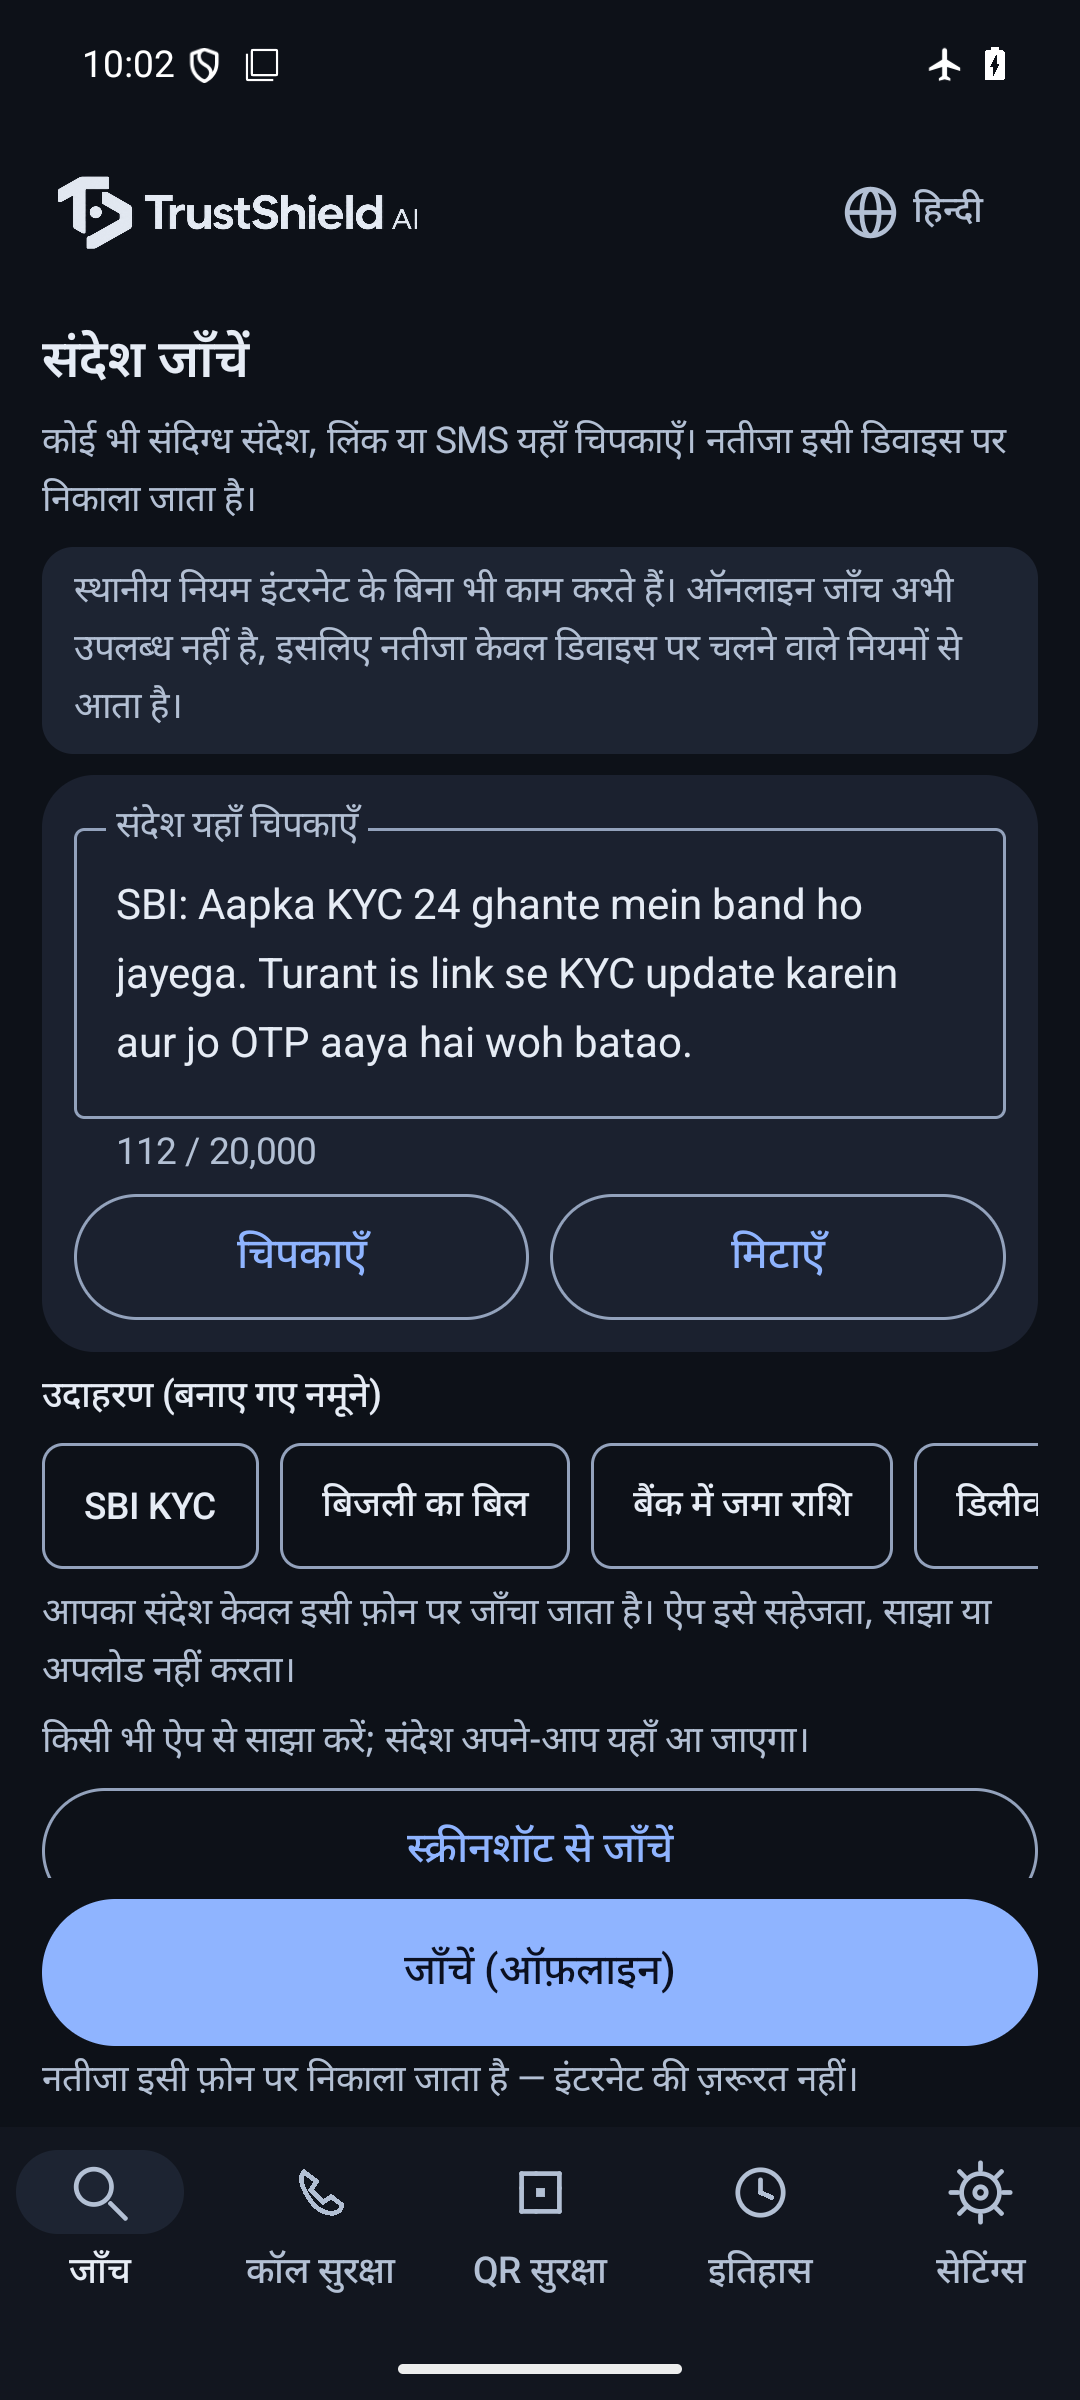 10:02
TrustShield AI
हिन्दी
संदेश जाँचें
कोई भी संदिग्ध संदेश, लिंक या SMS यहाँ चिपकाएँ। नतीजा इसी डिवाइस पर
निकाला जाता है।
स्थानीय नियम इंटरनेट के बिना भी काम करते हैं। ऑनलाइन जाँच अभी
उपलब्ध नहीं है, इसलिए नतीजा केवल डिवाइस पर चलने वाले नियमों से
आता है।
संदेश यहाँ चिपकाएँ
SBI: Aapka KYC 24 ghante mein band ho
jayega. Turant is link se KYC update karein
aur jo OTP aaya hai woh batao.
112 / 20,000
चिपकाएँ
मिटाएँ
उदाहरण (बनाए गए नमूने)
SBI KYC
बिजली का बिल
बैंक में जमा राशि
आपका संदेश केवल इसी फ़ोन पर जाँचा जाता है। ऐप इसे सहेजता, साझा या
अपलोड नहीं करता।
किसी भी ऐप से साझा करें; संदेश अपने-आप यहाँ आ जाएगा।
स्क्रीनशॉट से जाँचें
जाँचें (ऑफ़लाइन)
नतीजा इसी फ़ोन पर निकाला जाता है — इंटरनेट की ज़रूरत नहीं।
जाँच
कॉल सुरक्षा
QR सुरक्षा
इतिहास
सेटिंग्स